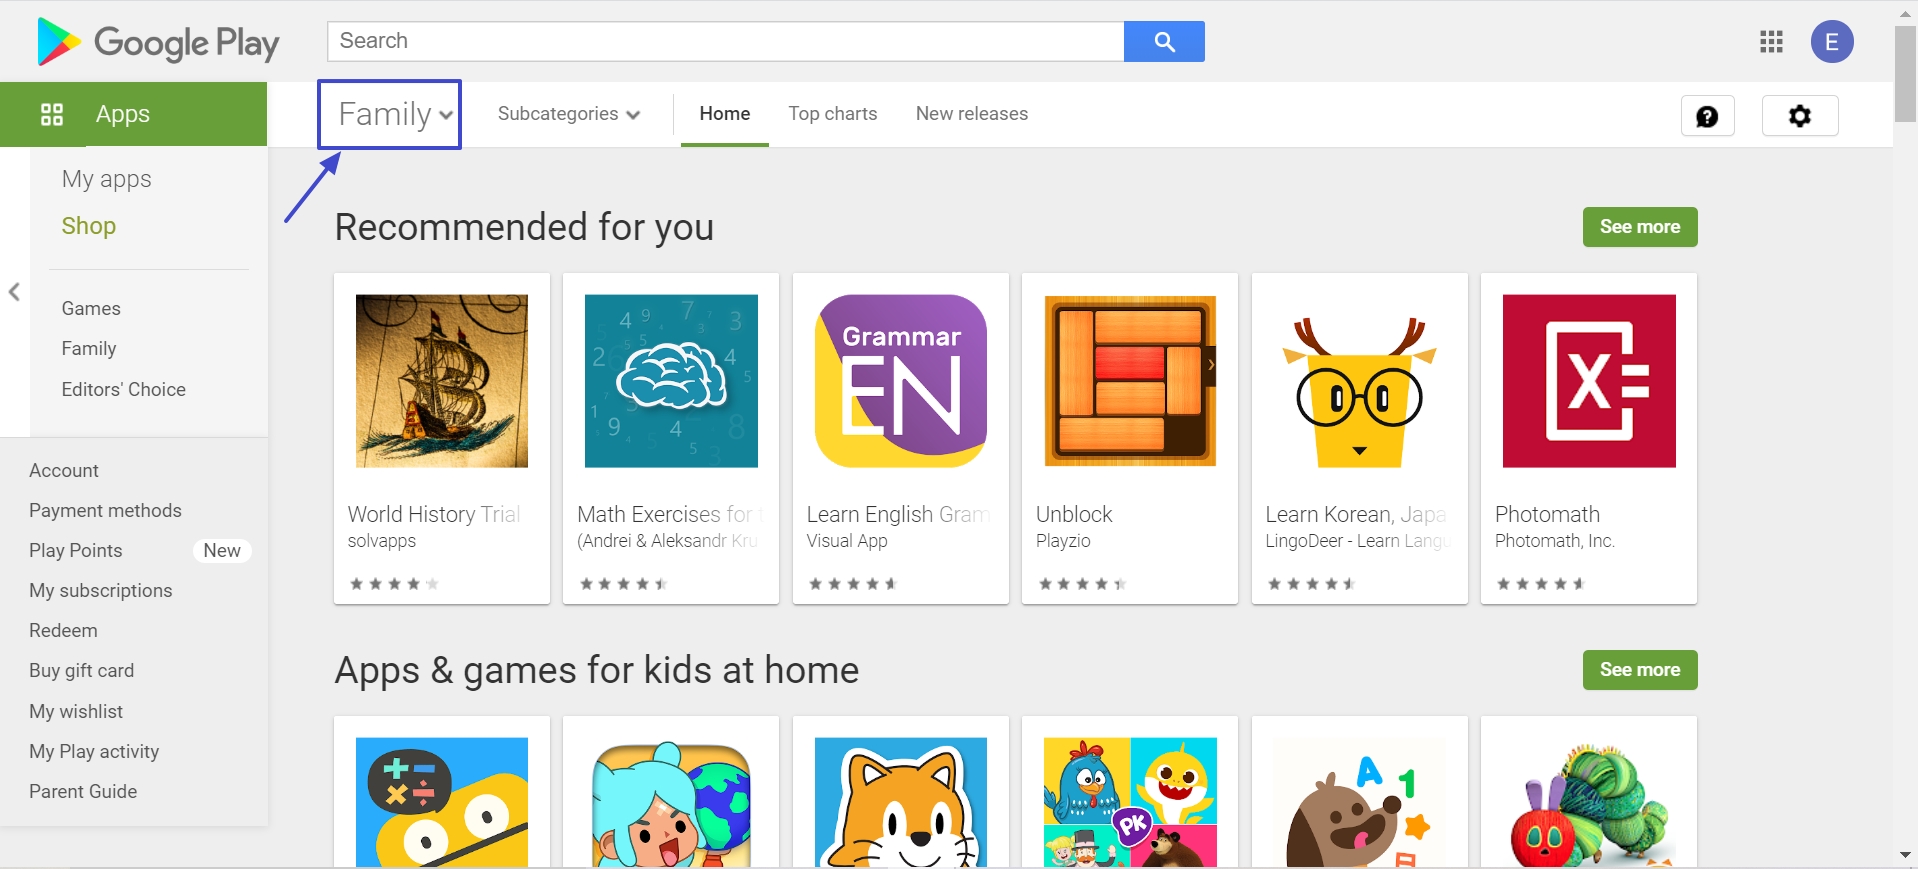 Google Play
Search
E
Apps
Family
Subcategories
Home
Top charts
New releases
?
My apps
Shop
Games
Family
Editors' Choice
Account
Payment methods
Play Points
New
My subscriptions
Redeem
Buy gift card
My wishlist
My Play activity
Parent Guide
Recommended for you
See more
Grammar
EN
World History Trial
solvapps
Math Exercises for t
(Andrei & Aleksandr Kru
Learn English Gram
Visual App
Unblock
Playzio
Learn Korean, Japa
LingoDeer - Learn Langu
Photomath
Photomath, Inc.
Apps & games for kids at home
See more
PK
A 1